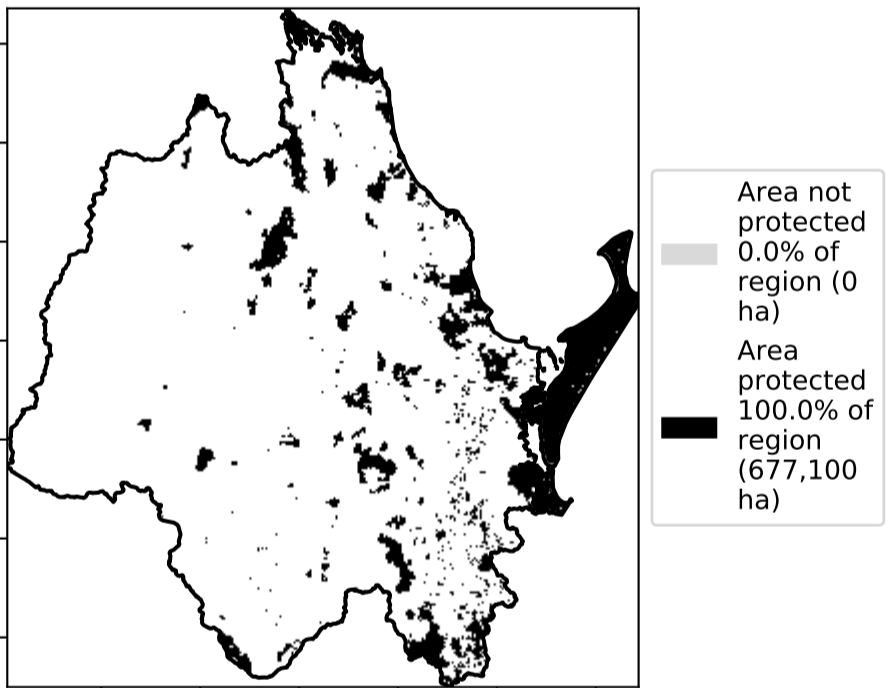 Area not
protected
0.0% of
region (0
ha)
Area
protected
100.0% of
region
(677,100
ha)